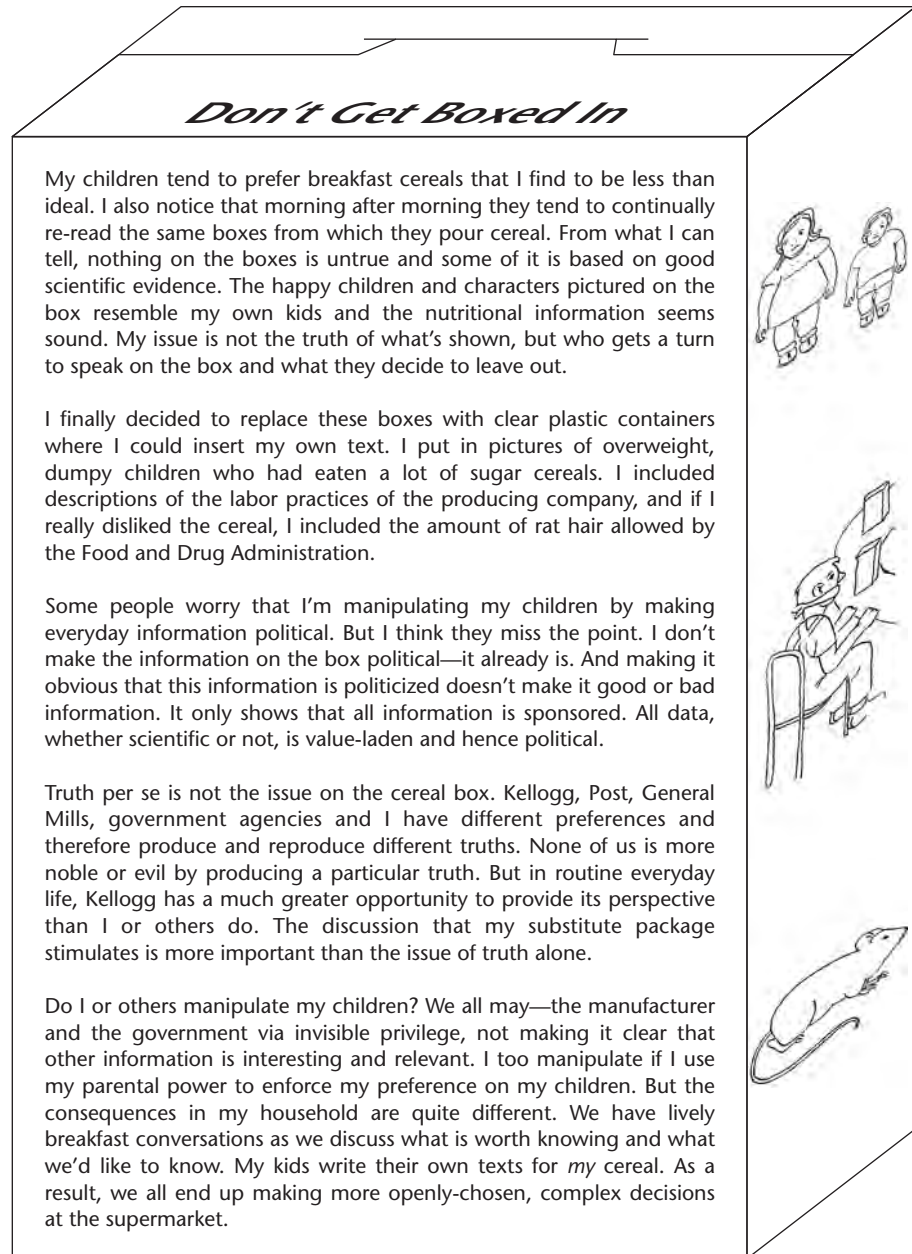 Don't Get Boxed In
My children tend to prefer breakfast cereals that I find to be less than
ideal. I also notice that morning after morning they tend to continually
re-read the same boxes from which they pour cereal. From what I can
tell, nothing on the boxes is untrue and some of it is based on good
scientific evidence. The happy children and characters pictured on the
box resemble my own kids and the nutritional information seems
sound. My issue is not the truth of what's shown, but who gets a turn
to speak on the box and what they decide to leave out.
I finally decided to replace these boxes with clear plastic containers
where I could insert my own text. I put in pictures of overweight,
dumpy children who had eaten a lot of sugar cereals. I included
descriptions of the labor practices of the producing company, and if I
really disliked the cereal, I included the amount of rat hair allowed by
the Food and Drug Administration.
Some people worry that I'm manipulating my children by making
everyday information political. But I think they miss the point. I don't
make the information on the box political—it already is. And making it
obvious that this information is politicized doesn't make it good or bad
information. It only shows that all information is sponsored. All data,
whether scientific or not, is value-laden and hence political.
Truth per se is not the issue on the cereal box. Kellogg, Post, General
Mills, government agencies and I have different preferences and
therefore produce and reproduce different truths. None of us is more
noble or evil by producing a particular truth. But in routine everyday
life, Kellogg has a much greater opportunity to provide its perspective
than I or others do. The discussion that my substitute package
stimulates is more important than the issue of truth alone.
Do I or others manipulate my children? We all may—the manufacturer
and the government via invisible privilege, not making it clear that
other information is interesting and relevant. I too manipulate if I use
my parental power to enforce my preference on my children. But the
consequences in my household are quite different. We have lively
breakfast conversations as we discuss what is worth knowing and what
we'd like to know. My kids write their own texts for my cereal. As a
result, we all end up making more openly-chosen, complex decisions
at the supermarket.